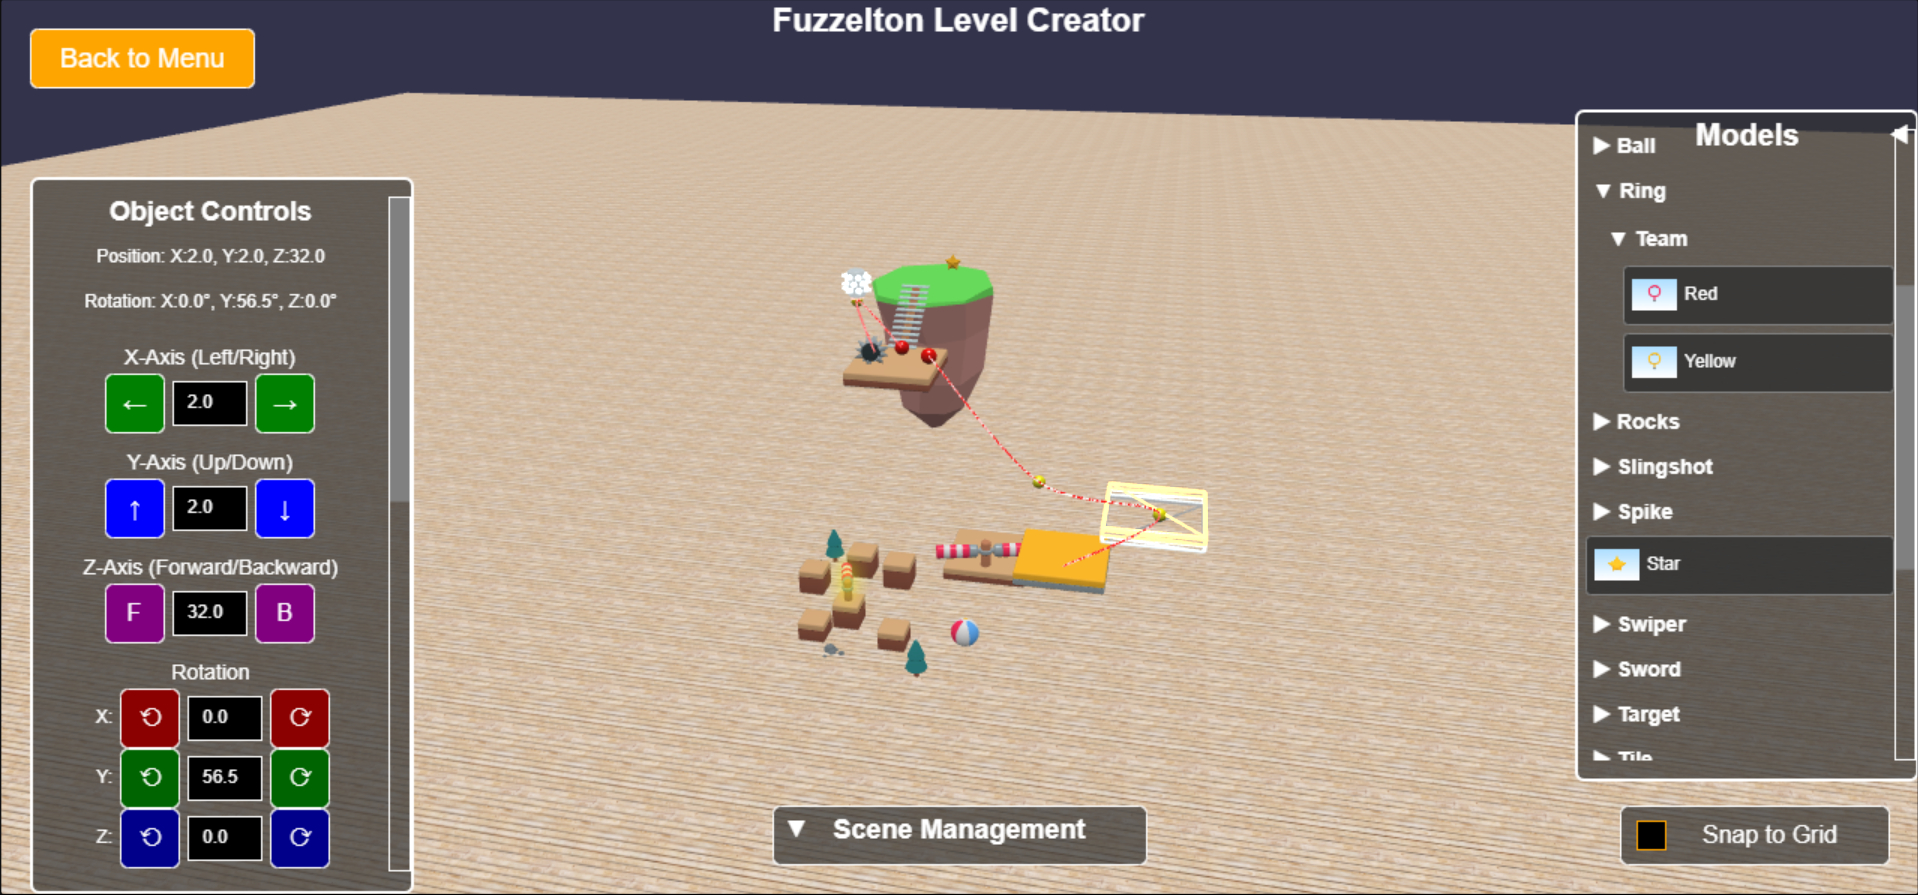 Fuzzelton Level Creator
Back to Menu
Object Controls
Position: X:2.0, Y:2.0, Z:32.0
Rotation: X:0.0°, Y:56.5°, Z:0.0°
X-Axis (Left/Right)
← 2.0 →
Y-Axis (Up/Down)
↑ 2.0 ↓
Z-Axis (Forward/Backward)
F 32.0 B
Rotation
X: 0.0
Y: 56.5
Z: 0.0
Scene Management
Models
Ball
Ring
Team
Red
Yellow
Rocks
Slingshot
Spike
Star
Swiper
Sword
Target
Tile
Snap to Grid